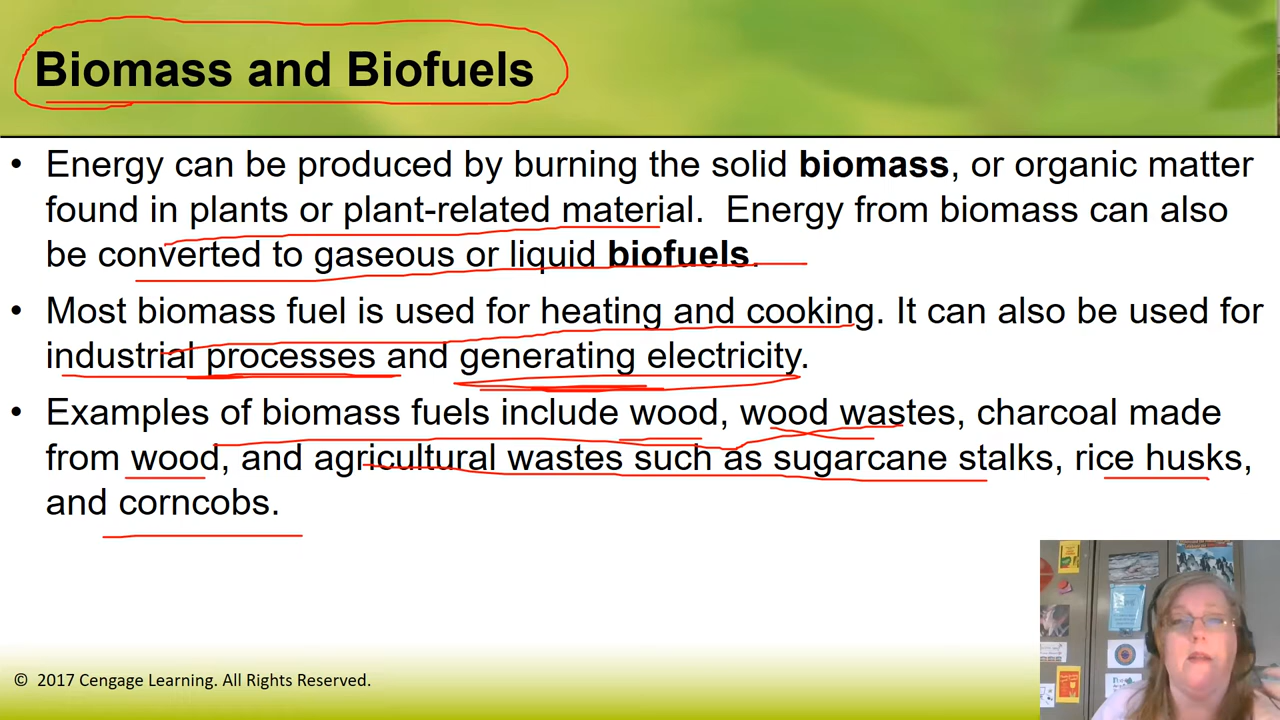 Biomass and Biofuels
• Energy can be produced by burning the solid biomass, or organic matter
found in plants or plant-related material.  Energy from biomass can also
be converted to gaseous or liquid biofuels.
• Most biomass fuel is used for heating and cooking. It can also be used for
industrial processes and generating electricity.
• Examples of biomass fuels include wood, wood wastes, charcoal made
from wood, and agricultural wastes such as sugarcane stalks, rice husks,
and corncobs.
© 2017 Cengage Learning. All Rights Reserved.